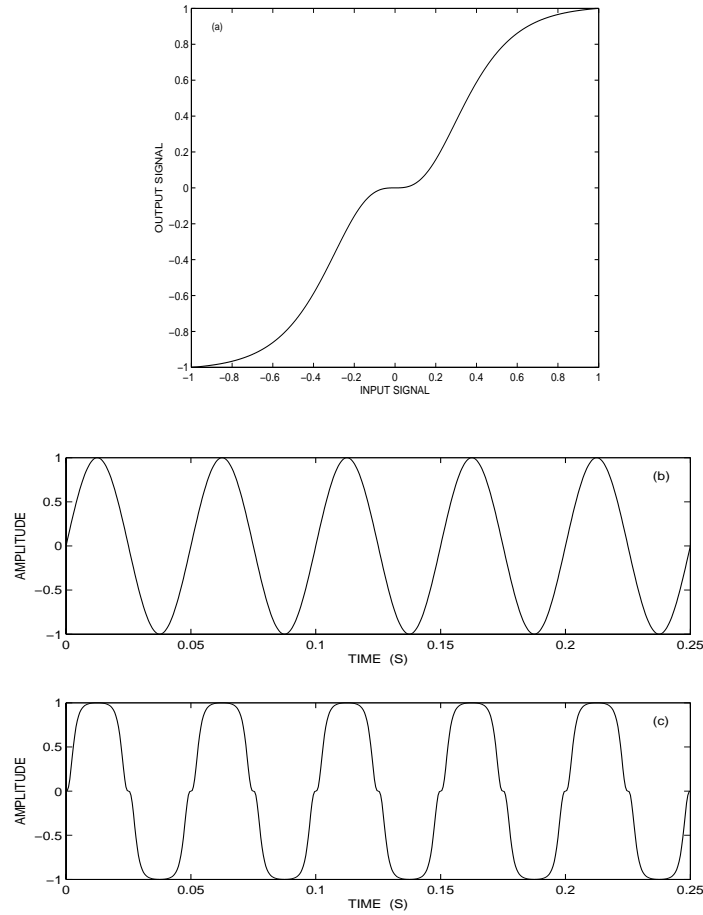 (a)
OUTPUT SIGNAL
1
0.8
0.6
0.4
0.2
0
−0.2
−0.4
−0.6
−0.8
−1
−1 −0.8 −0.6 −0.4 −0.2 0 0.2 0.4 0.6 0.8 1
INPUT SIGNAL
(b)
AMPLITUDE
1
0.5
0
−0.5
−1
0 0.05 0.1 0.15 0.2 0.25
TIME (S)
(c)
AMPLITUDE
1
0.5
0
−0.5
−1
0 0.05 0.1 0.15 0.2 0.25
TIME (S)